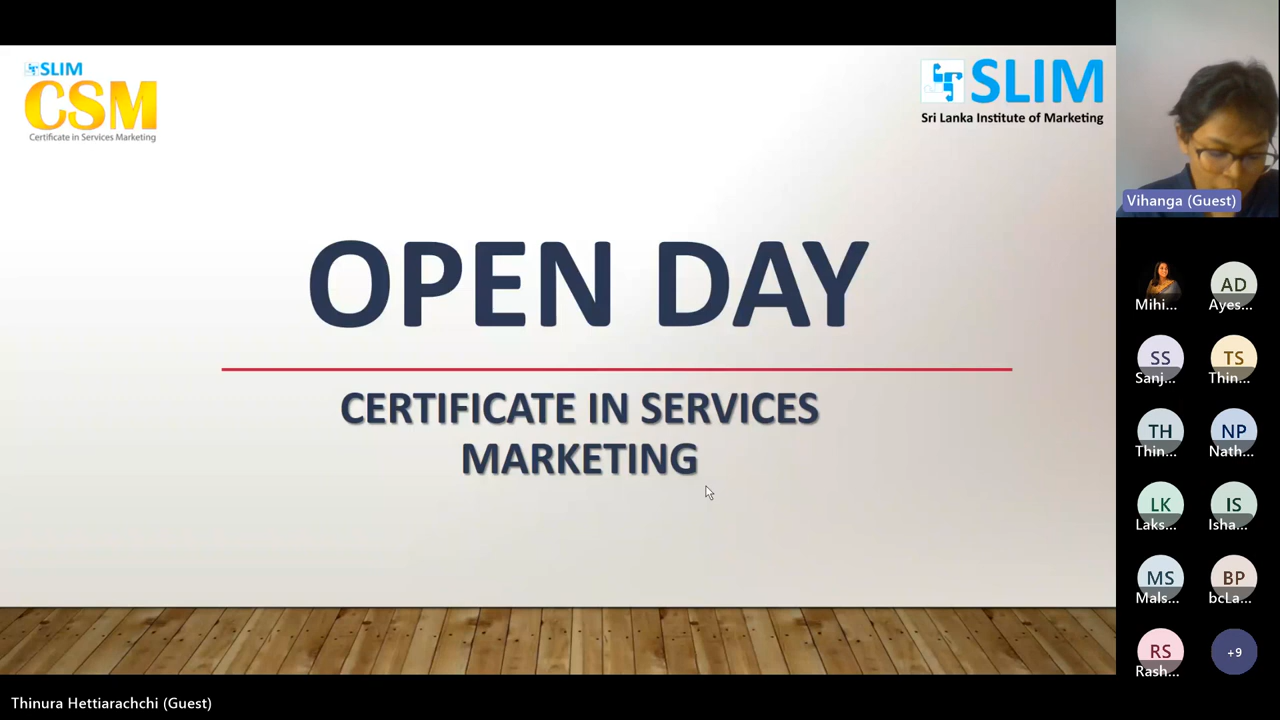 SLIM
CSM
Certificate in Services Marketing
SLIM
Sri Lanka Institute of Marketing
OPEN DAY
CERTIFICATE IN SERVICES
MARKETING
Vihanga (Guest)
Mihi...
AD
Ayes...
SS
Sanj...
TS
Thin...
TH
Thin...
NP
Nath...
LK
Laks...
IS
Isha...
MS
Mals...
BP
bcLa...
RS
Rash...
+9
Thinura Hettiarachchi (Guest)